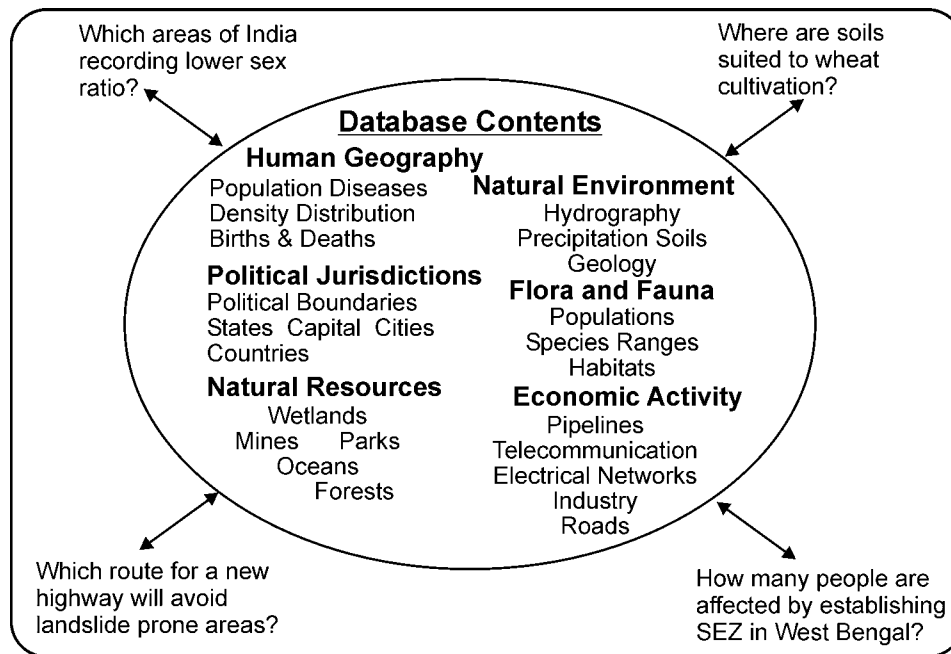 Which areas of India
recording lower sex
ratio?
Where are soils
suited to wheat
cultivation?
Database Contents
Human Geography
Population Diseases
Density Distribution
Births & Deaths
Political Jurisdictions
Political Boundaries
States Capital Cities
Countries
Natural Resources
Wetlands
Mines Parks
Oceans
Forests
Natural Environment
Hydrography
Precipitation Soils
Geology
Flora and Fauna
Populations
Species Ranges
Habitats
Economic Activity
Pipelines
Telecommunication
Electrical Networks
Industry
Roads
Which route for a new
highway will avoid
landslide prone areas?
How many people are
affected by establishing
SEZ in West Bengal?